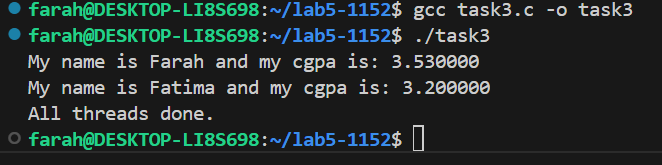 farah@DESKTOP-LI8S698:~/lab5-1152$ gcc task3.c -o task3
farah@DESKTOP-LI8S698:~/lab5-1152$ ./task3
My name is Farah and my cgpa is: 3.530000
My name is Fatima and my cgpa is: 3.200000
All threads done.
farah@DESKTOP-LI8S698:~/lab5-1152$